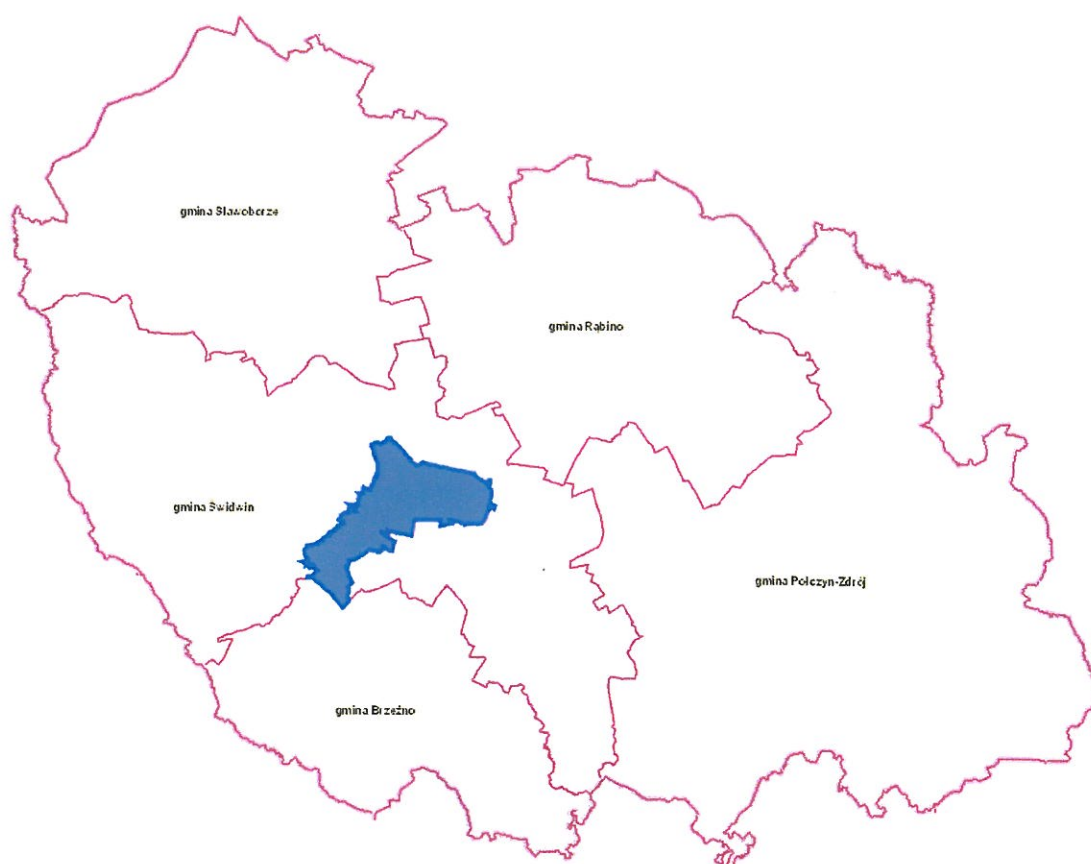 gmina Sławoborze
gmina Rąbino
gmina Świdwin
gmina Połczyn-Zdrój
gmina Brzeżno